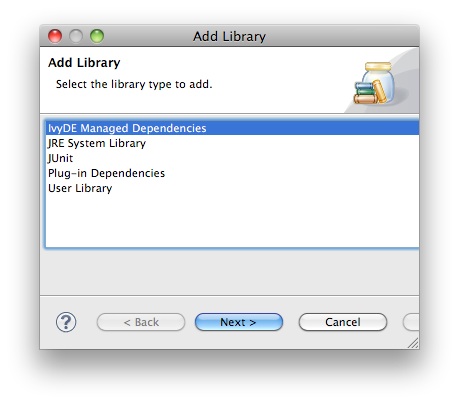 Add Library
Add Library
Select the library type to add.
IvyDE Managed Dependencies
JRE System Library
JUnit
Plug-in Dependencies
User Library
? < Back Next > Cancel